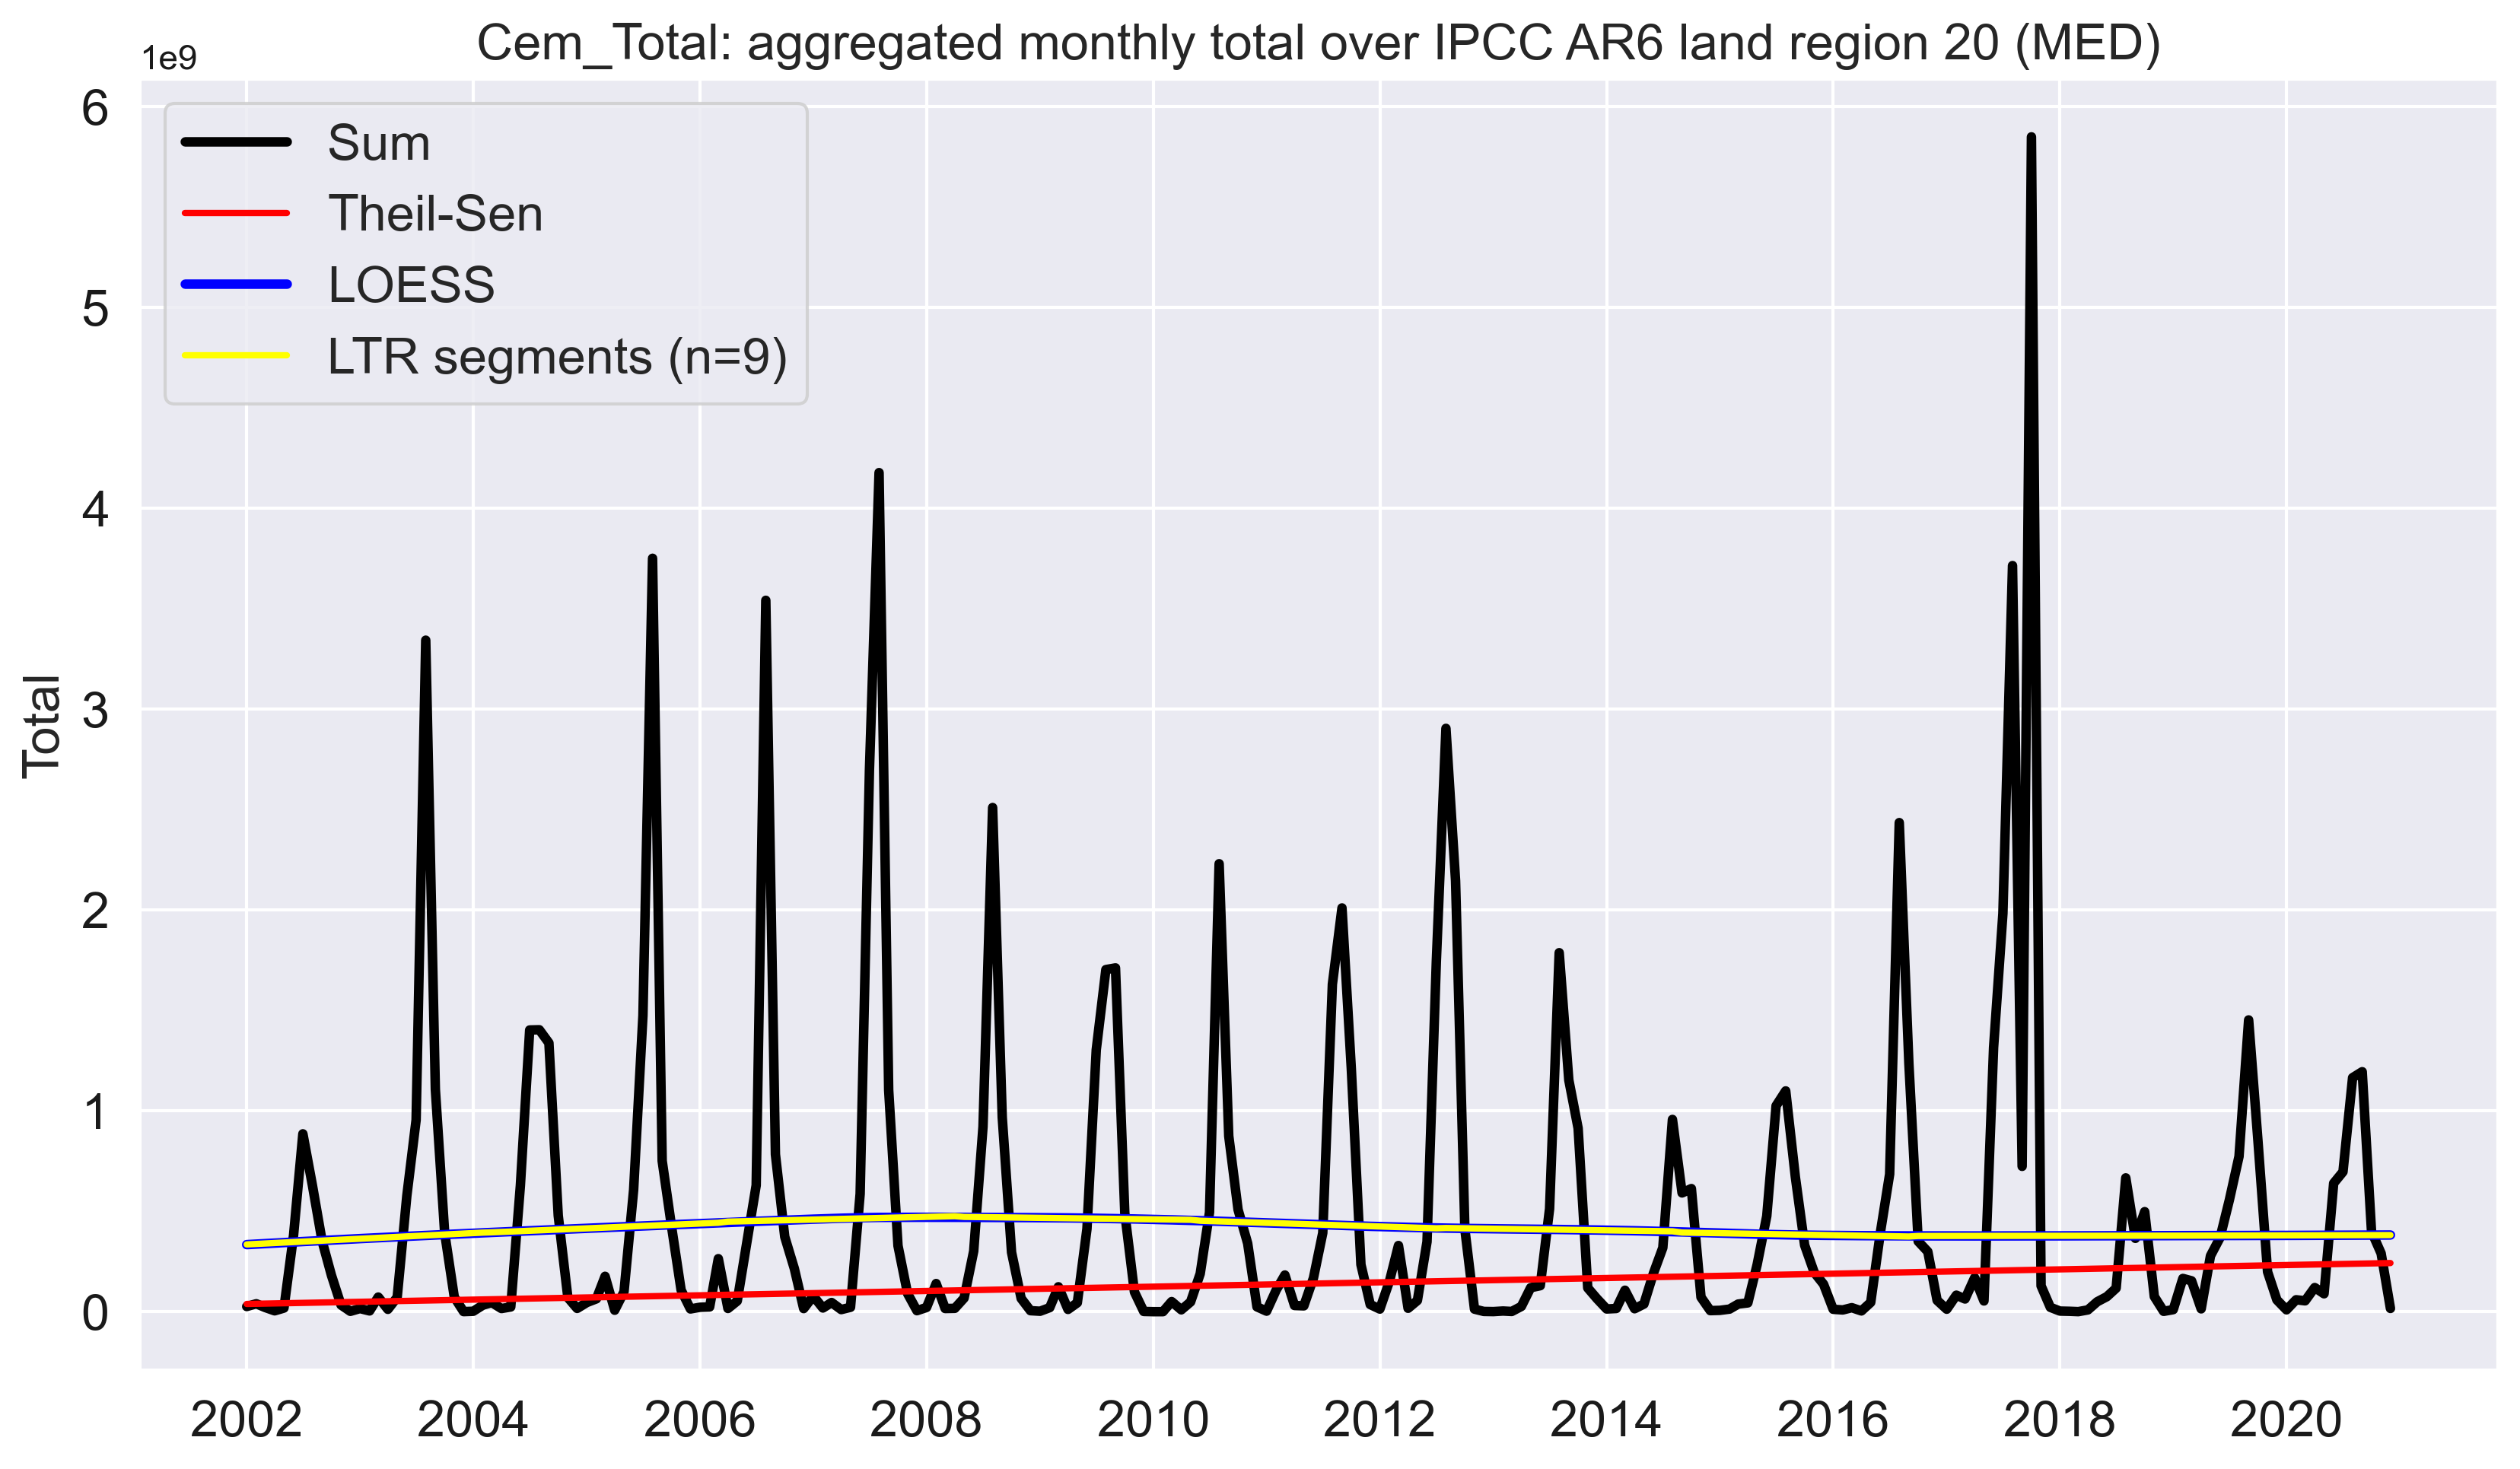 Cem_Total: aggregated monthly total over IPCC AR6 land region 20 (MED)
1e9
6
5
4
3
2
1
0
Total
Sum
Theil-Sen
LOESS
LTR segments (n=9)
2002 2004 2006 2008 2010 2012 2014 2016 2018 2020